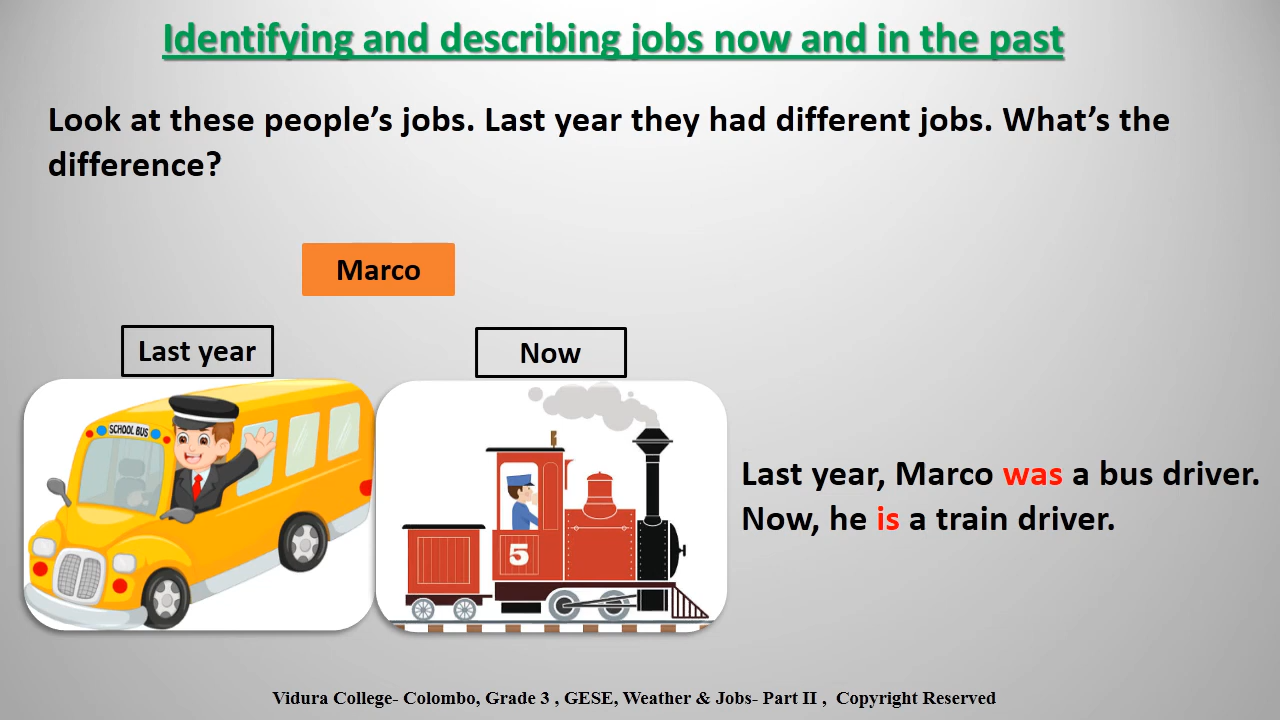 Identifying and describing jobs now and in the past
Look at these people’s jobs. Last year they had different jobs. What’s the
difference?
Marco
Last year
Now
SCHOOL BUS
5
Last year, Marco was a bus driver.
Now, he is a train driver.
Vidura College- Colombo, Grade 3 , GESE, Weather & Jobs- Part II , Copyright Reserved